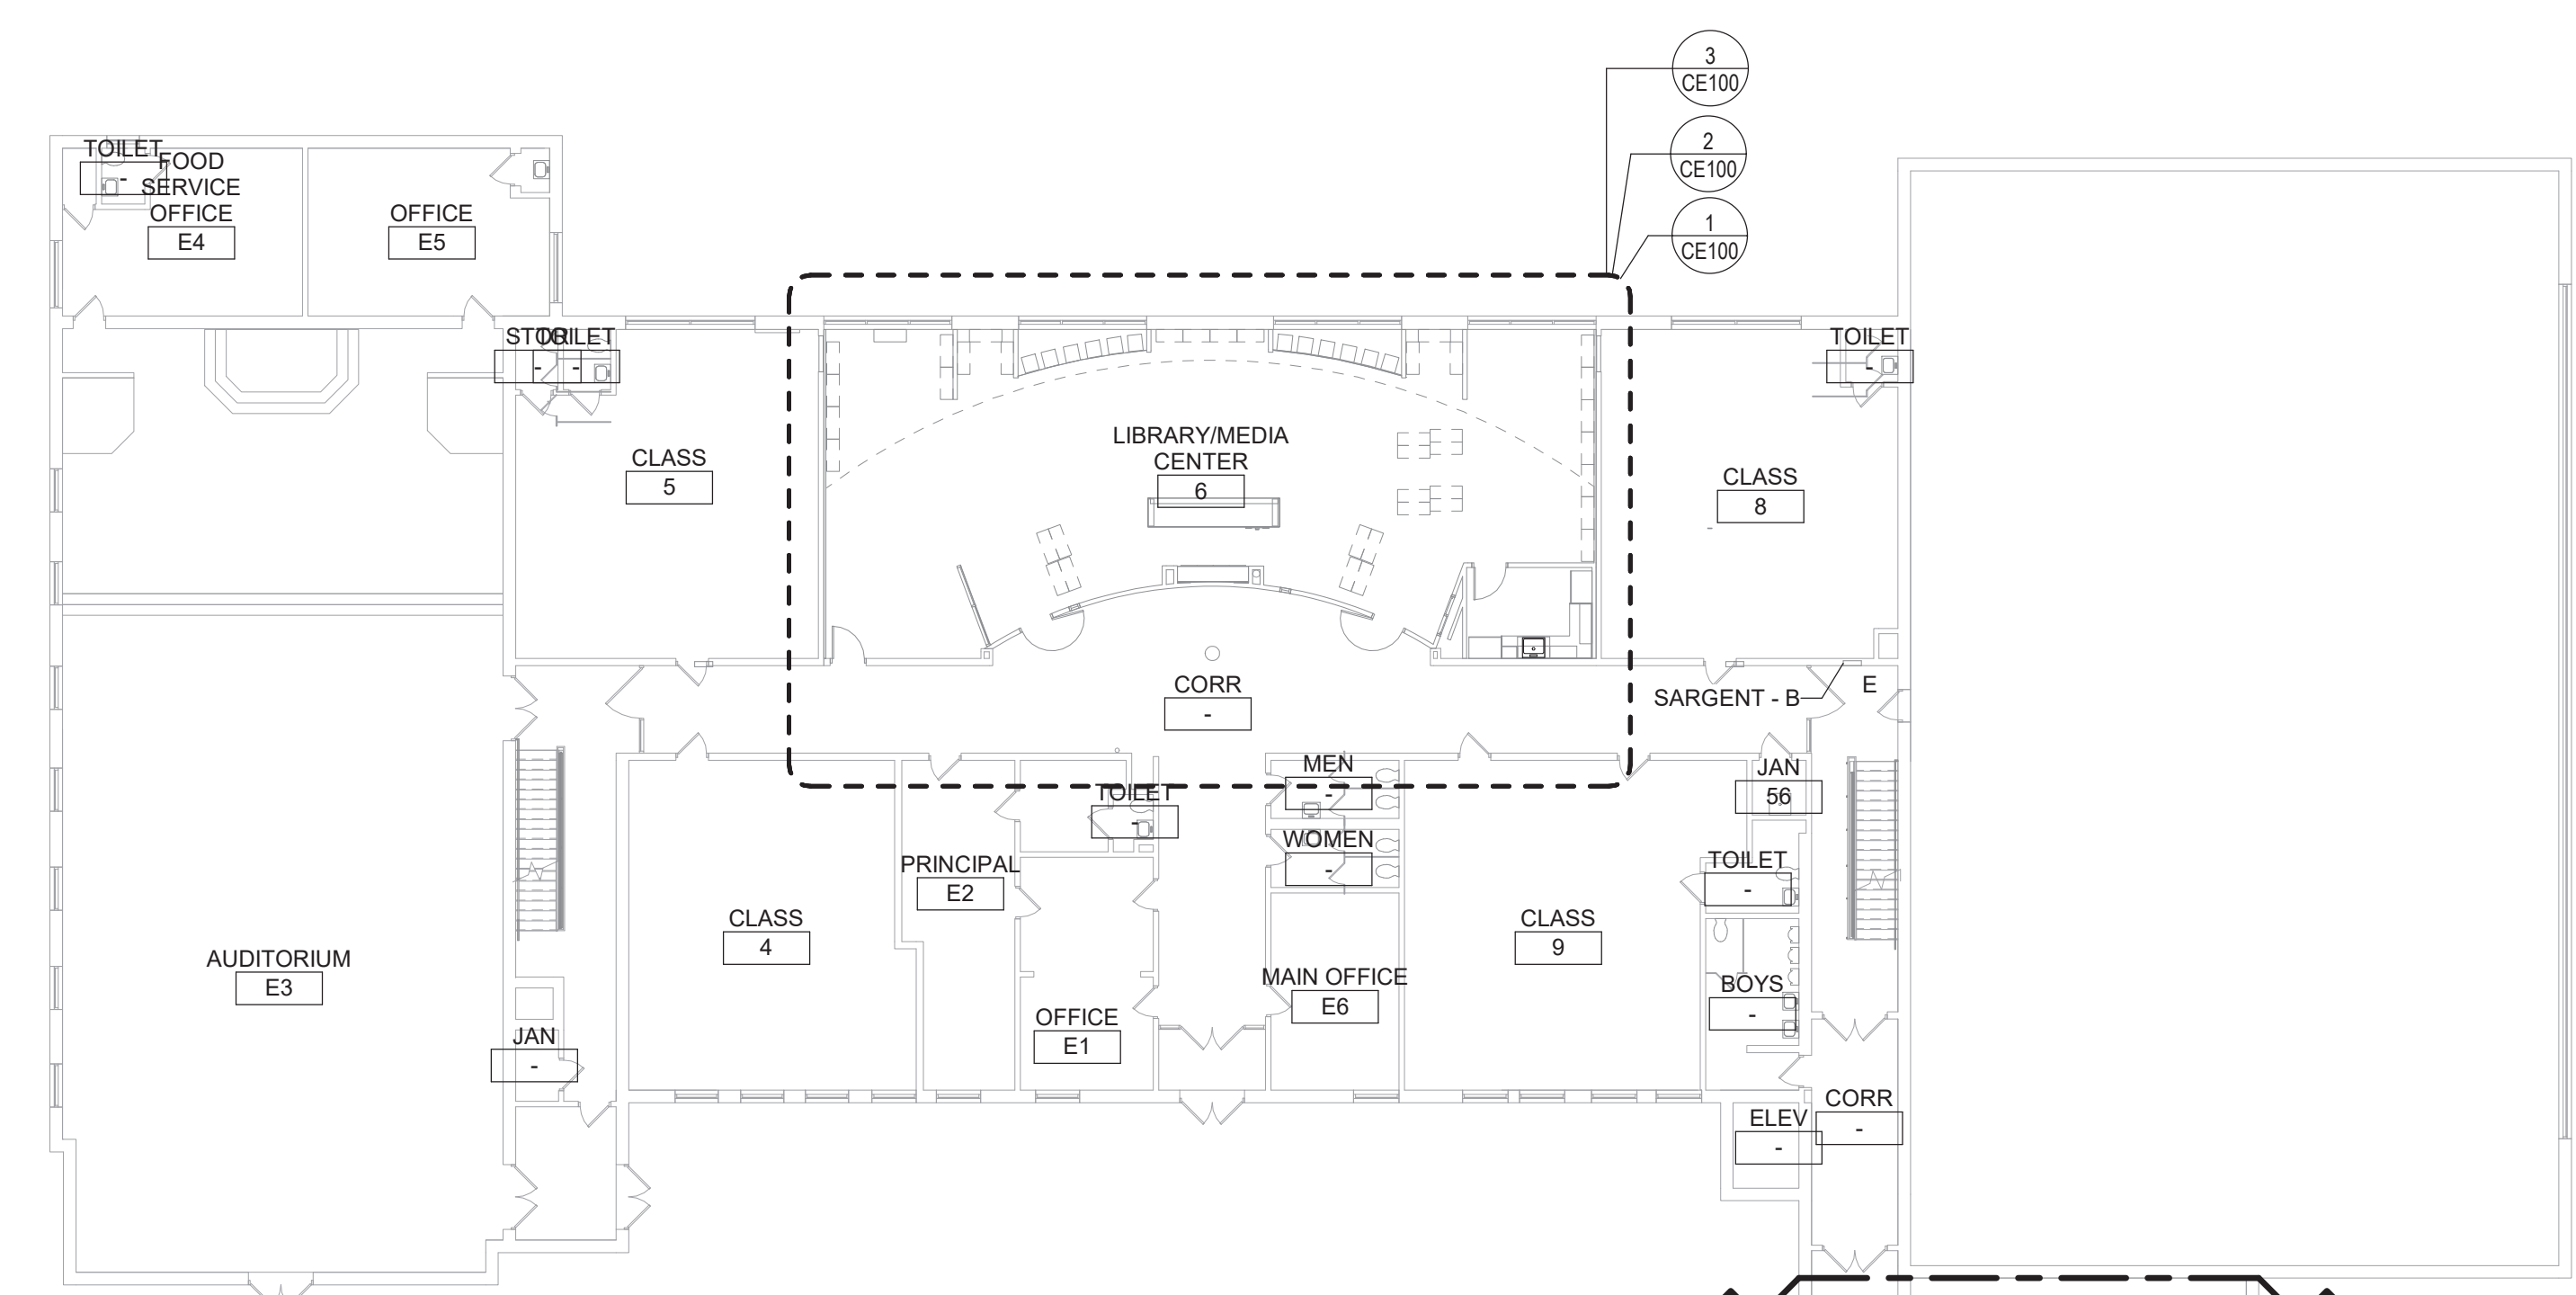 3
CE100
2
CE100
1
CE100
TOILET
-
FOOD
SERVICE
OFFICE
E4
OFFICE
E5
STOR
-
TOILET
-
TOILET
-
CLASS
5
LIBRARY/MEDIA
CENTER
6
CLASS
8
CORR
-
SARGENT - B
E
MEN
-
TOILET
-
JAN
56
WOMEN
-
PRINCIPAL
E2
TOILET
-
CLASS
4
CLASS
9
AUDITORIUM
E3
MAIN OFFICE
E6
BOYS
-
OFFICE
E1
JAN
-
CORR
-
ELEV
-